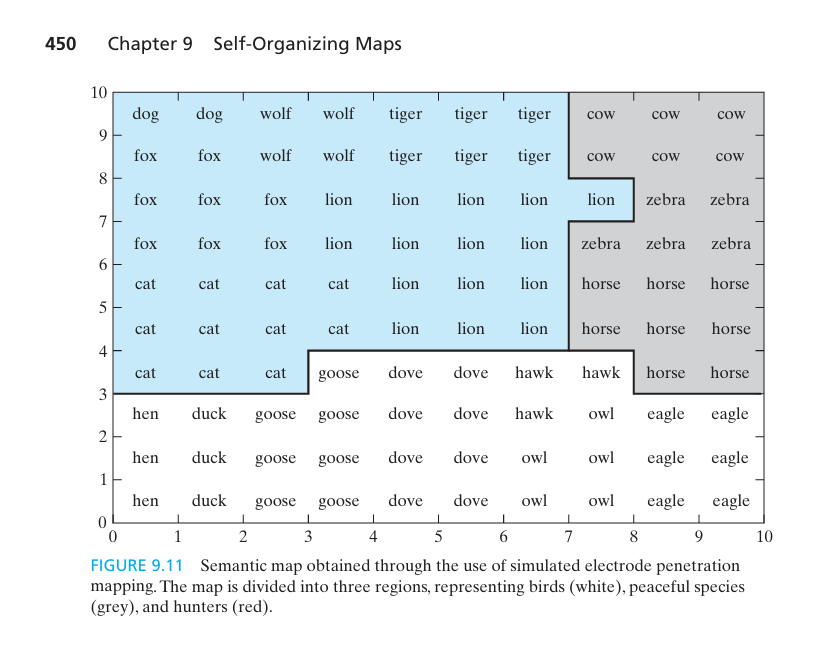 450 Chapter 9 Self-Organizing Maps
10
dog dog wolf wolf tiger tiger tiger cow cow cow
9
fox fox wolf wolf tiger tiger tiger cow cow cow
8
fox fox fox lion lion lion lion lion zebra zebra
7
fox fox fox lion lion lion lion zebra zebra zebra
6
cat cat cat cat lion lion lion horse horse horse
5
cat cat cat cat lion lion lion horse horse horse
4
cat cat cat goose dove dove hawk hawk horse horse
3
hen duck goose goose dove dove hawk owl eagle eagle
2
hen duck goose goose dove dove owl owl eagle eagle
1
hen duck goose goose dove dove owl owl eagle eagle
0
0 1 2 3 4 5 6 7 8 9 10
FIGURE 9.11 Semantic map obtained through the use of simulated electrode penetration
mapping. The map is divided into three regions, representing birds (white), peaceful species
(grey), and hunters (red).